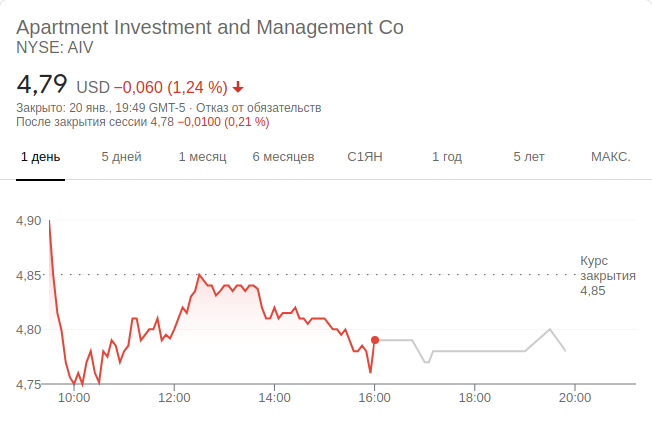 Apartment Investment and Management Co
NYSE: AIV
4,79 USD −0,060 (1,24 %)
Закрыто: 20 янв., 19:49 GMT-5 · Отказ от обязательств
После закрытия сессии 4,78 −0,0100 (0,21 %)
1 день 5 дней 1 месяц 6 месяцев С1ЯН 1 год 5 лет МАКС.
4,90
Курс
4,85 закрытия
4,85
4,80
4,75
10:00 12:00 14:00 16:00 18:00 20:00